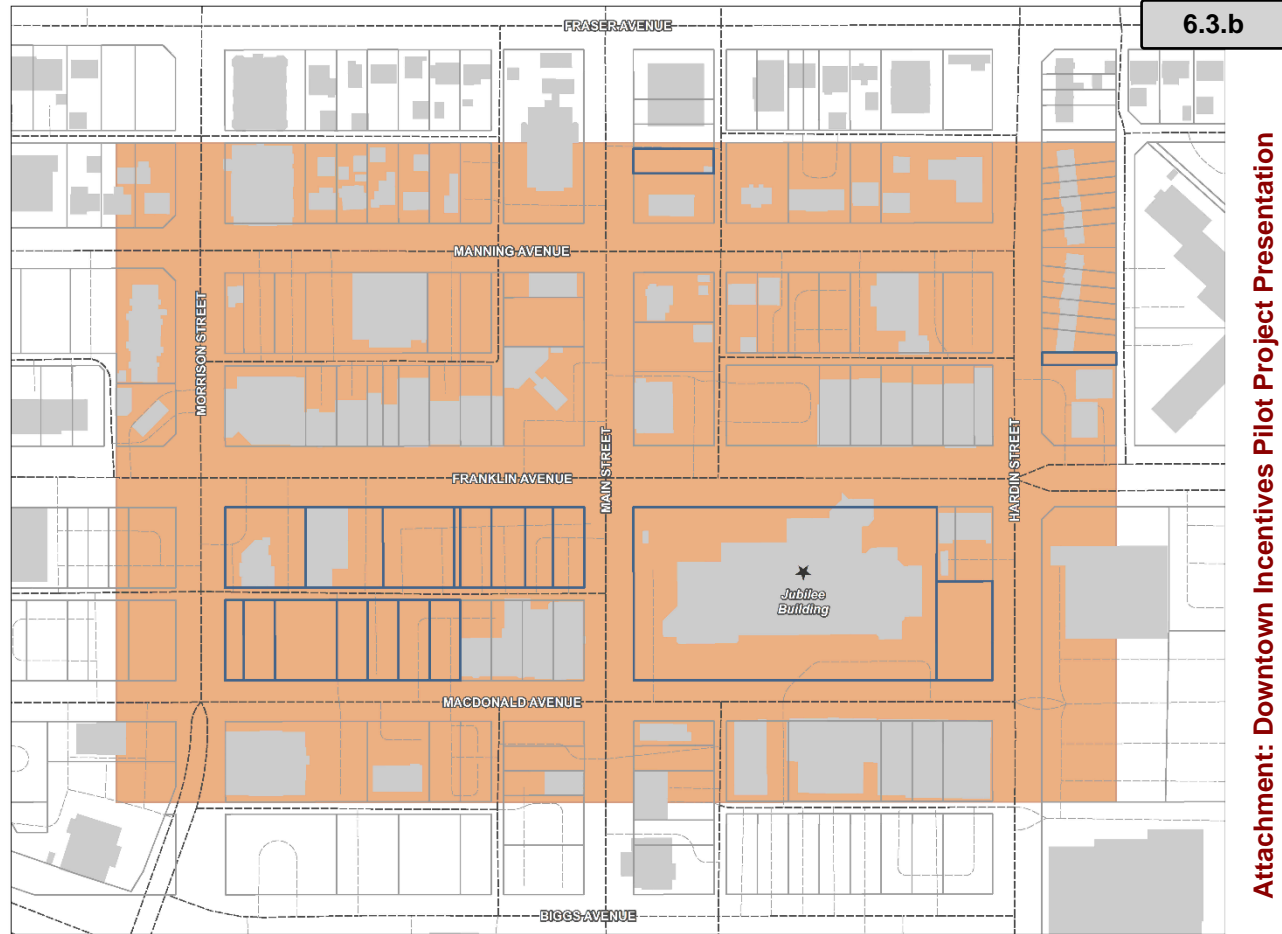 6.3.b
FRASER AVENUE
MANNING AVENUE
MORRISON STREET
MAIN STREET
HARDIN STREET
FRANKLIN AVENUE
Jubilee
Building
MACDONALD AVENUE
BIGGS AVENUE
Attachment: Downtown Incentives Pilot Project Presentation